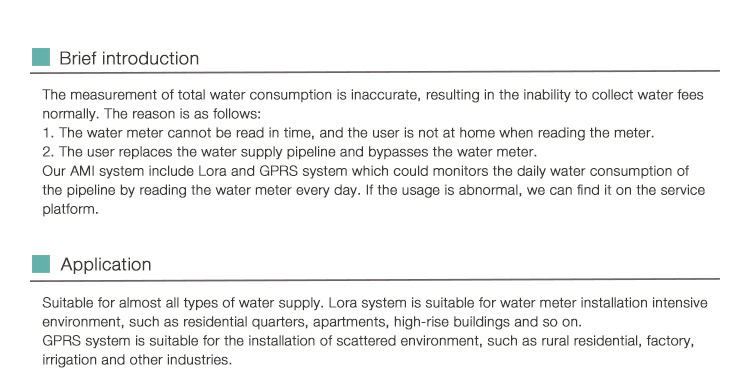 Brief introduction
The measurement of total water consumption is inaccurate, resulting in the inability to collect water fees
normally. The reason is as follows:
1. The water meter cannot be read in time, and the user is not at home when reading the meter.
2. The user replaces the water supply pipeline and bypasses the water meter.
Our AMI system include Lora and GPRS system which could monitors the daily water consumption of
the pipeline by reading the water meter every day. If the usage is abnormal, we can find it on the service
platform.
Application
Suitable for almost all types of water supply. Lora system is suitable for water meter installation intensive
environment, such as residential quarters, apartments, high-rise buildings and so on.
GPRS system is suitable for the installation of scattered environment, such as rural residential, factory,
irrigation and other industries.